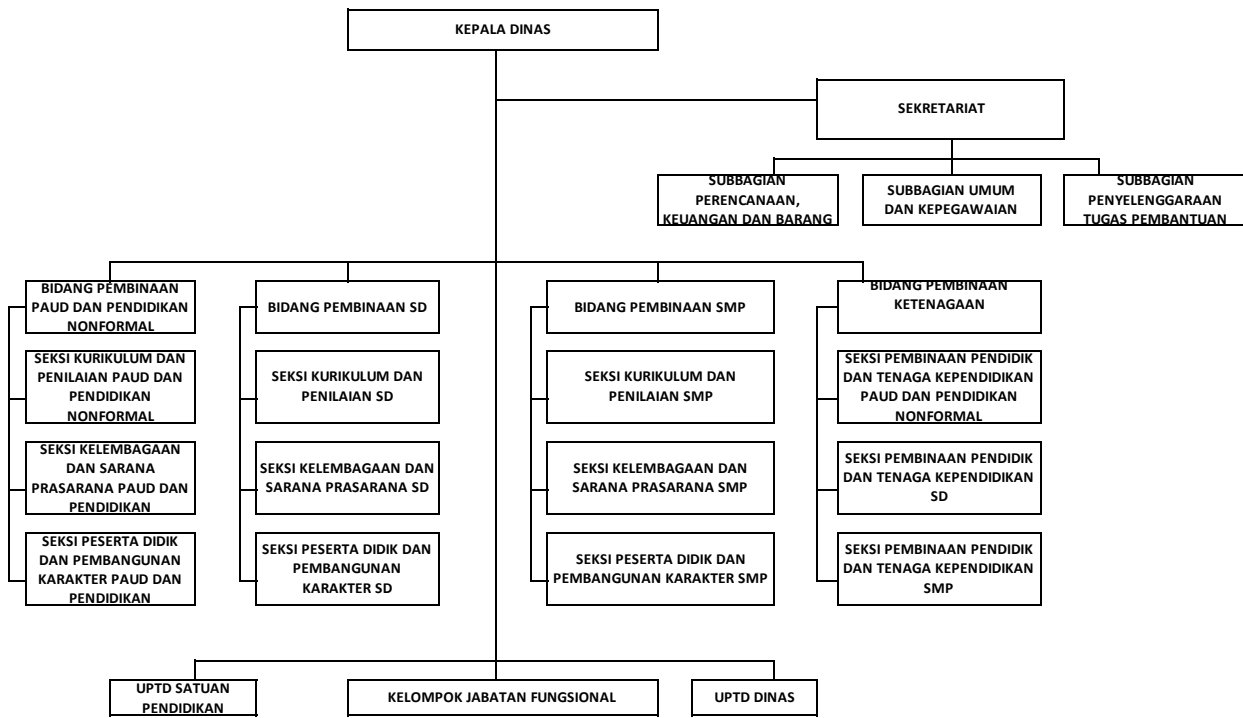 KEPALA DINAS
SEKRETARIAT
SUBBAGIAN
PERENCANAAN,
KEUANGAN DAN BARANG
SUBBAGIAN UMUM
DAN KEPEGAWAIAN
SUBBAGIAN
PENYELENGGARAAN
TUGAS PEMBANTUAN
BIDANG PEMBINAAN
PAUD DAN PENDIDIKAN
NONFORMAL
BIDANG PEMBINAAN SD
BIDANG PEMBINAAN SMP
BIDANG PEMBINAAN
KETENAGAAN
SEKSI KURIKULUM DAN
PENILAIAN PAUD DAN
PENDIDIKAN
NONFORMAL
SEKSI KURIKULUM DAN
PENILAIAN SD
SEKSI KURIKULUM DAN
PENILAIAN SMP
SEKSI PEMBINAAN PENDIDIK
DAN TENAGA KEPENDIDIKAN
PAUD DAN PENDIDIKAN
NONFORMAL
SEKSI KELEMBAGAAN
DAN SARANA
PRASARANA PAUD DAN
PENDIDIKAN
SEKSI KELEMBAGAAN DAN
SARANA PRASARANA SD
SEKSI KELEMBAGAAN DAN
SARANA PRASARANA SMP
SEKSI PEMBINAAN PENDIDIK
DAN TENAGA KEPENDIDIKAN
SD
SEKSI PESERTA DIDIK
DAN PEMBANGUNAN
KARAKTER PAUD DAN
PENDIDIKAN
SEKSI PESERTA DIDIK DAN
PEMBANGUNAN
KARAKTER SD
SEKSI PESERTA DIDIK DAN
PEMBANGUNAN KARAKTER SMP
SEKSI PEMBINAAN PENDIDIK
DAN TENAGA KEPENDIDIKAN
SMP
UPTD SATUAN
PENDIDIKAN
KELOMPOK JABATAN FUNGSIONAL
UPTD DINAS